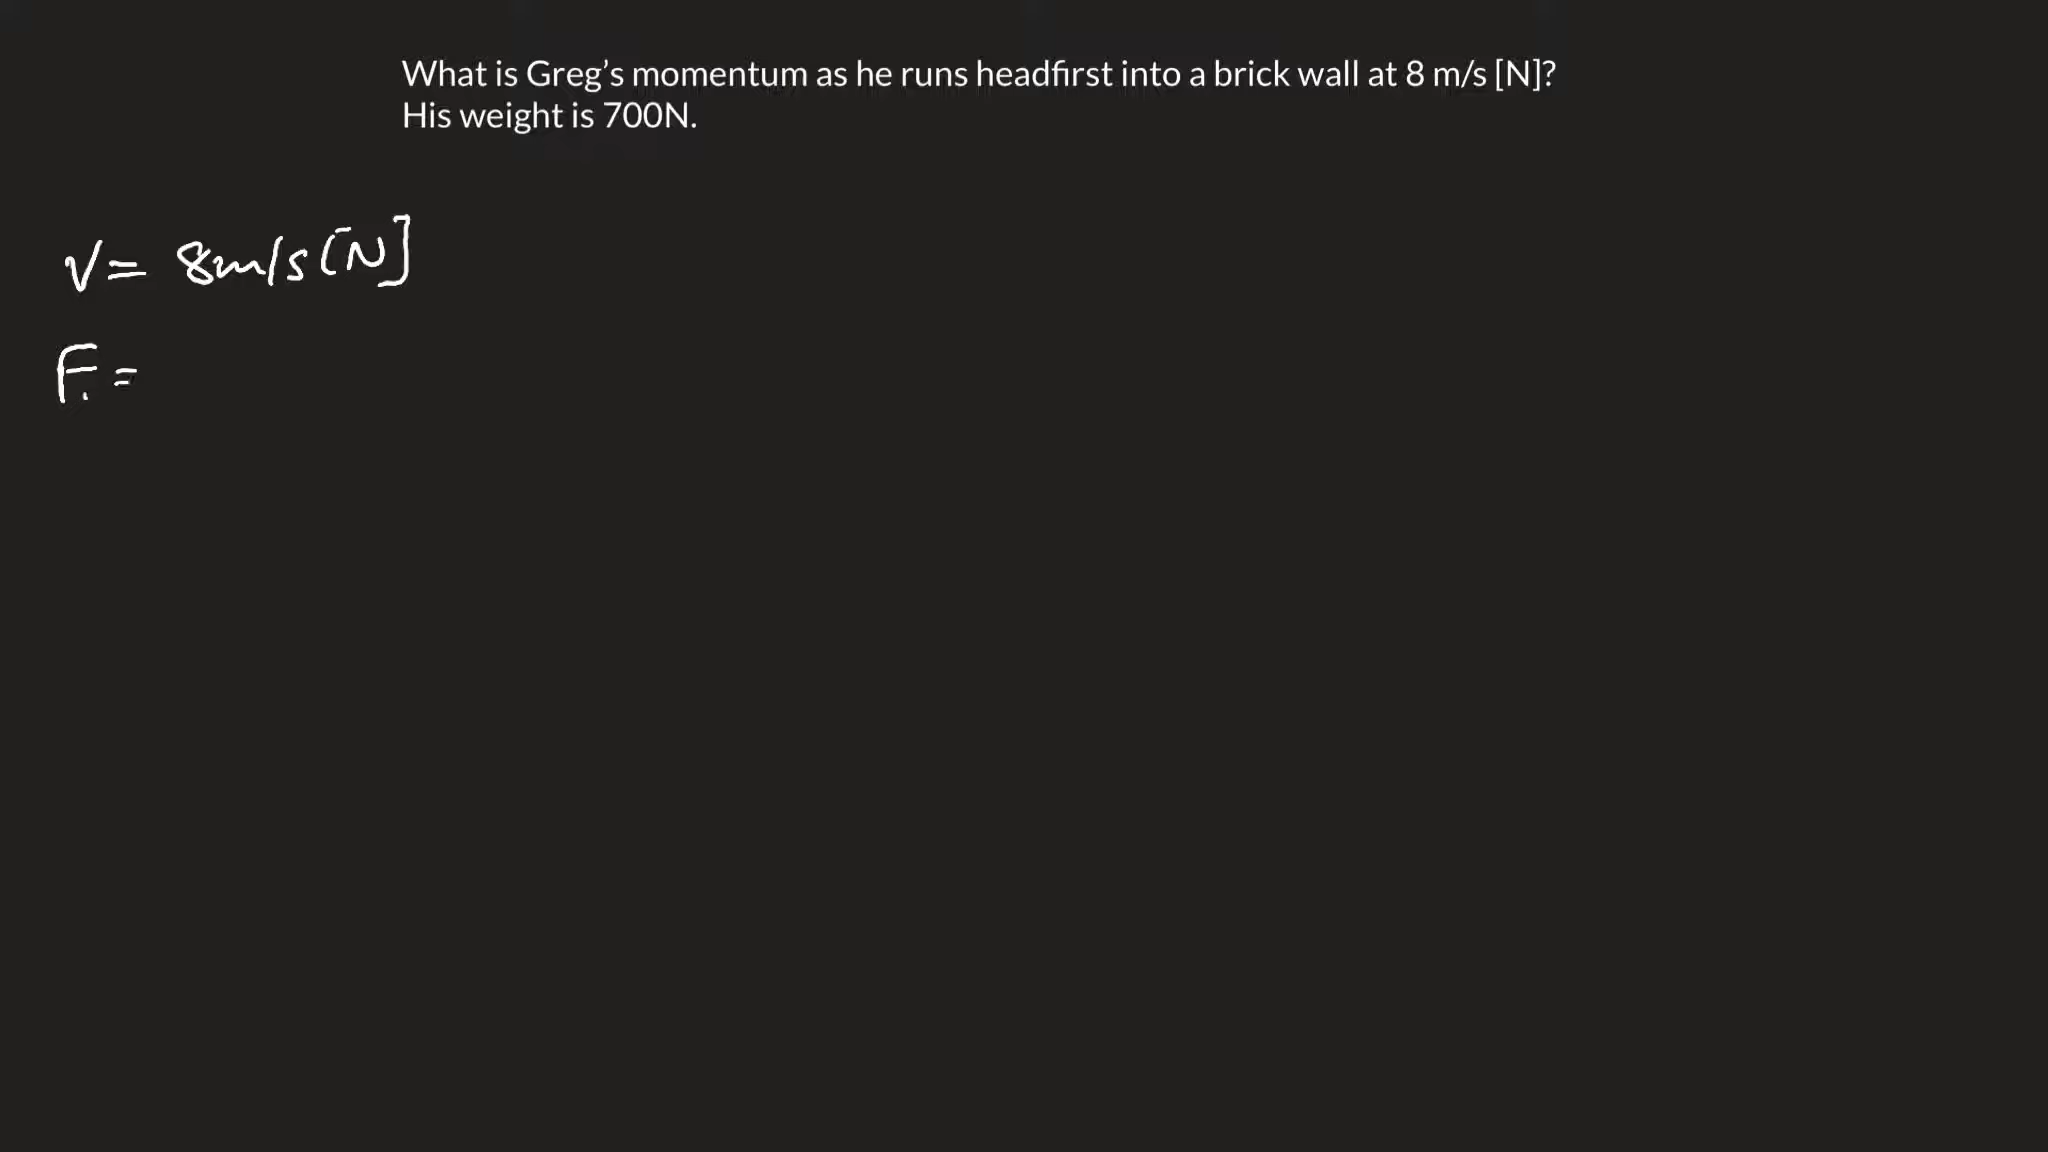 What is Greg’s momentum as he runs headfirst into a brick wall at 8 m/s [N]?
His weight is 700N.
V = 8m/s [N]
F =